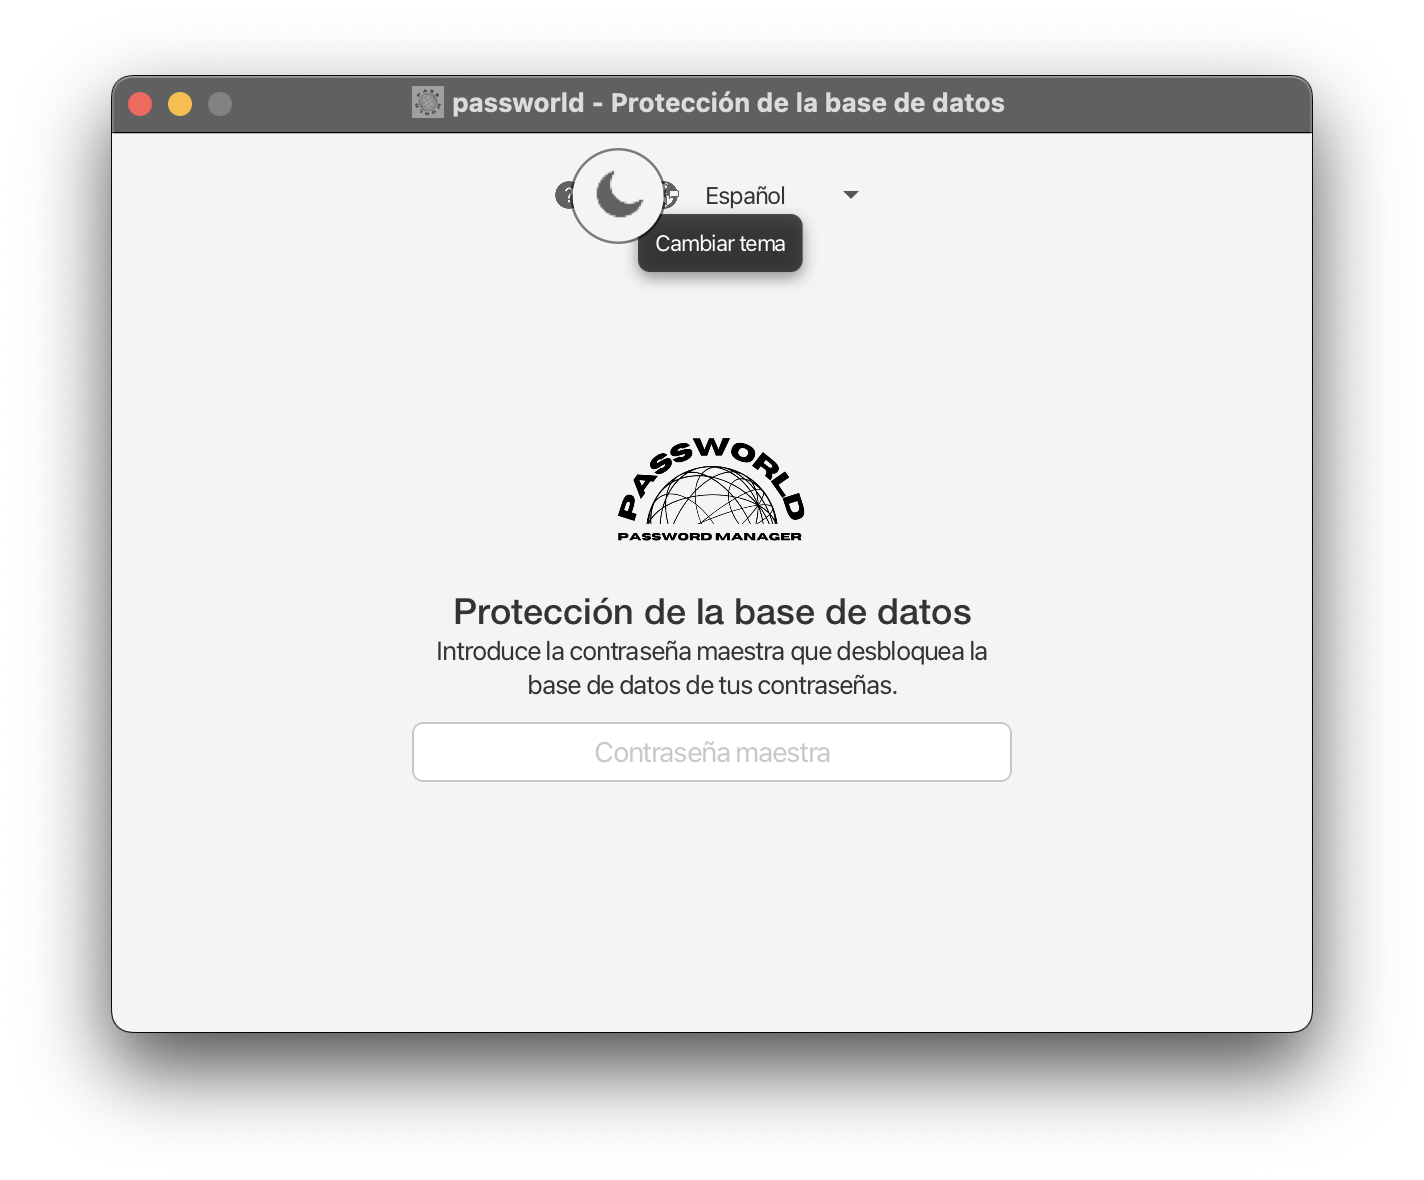 passworld - Protección de la base de datos
?
Español
Cambiar tema
PASSWORLD
PASSWORD MANAGER
Protección de la base de datos
Introduce la contraseña maestra que desbloquea la
base de datos de tus contraseñas.
Contraseña maestra